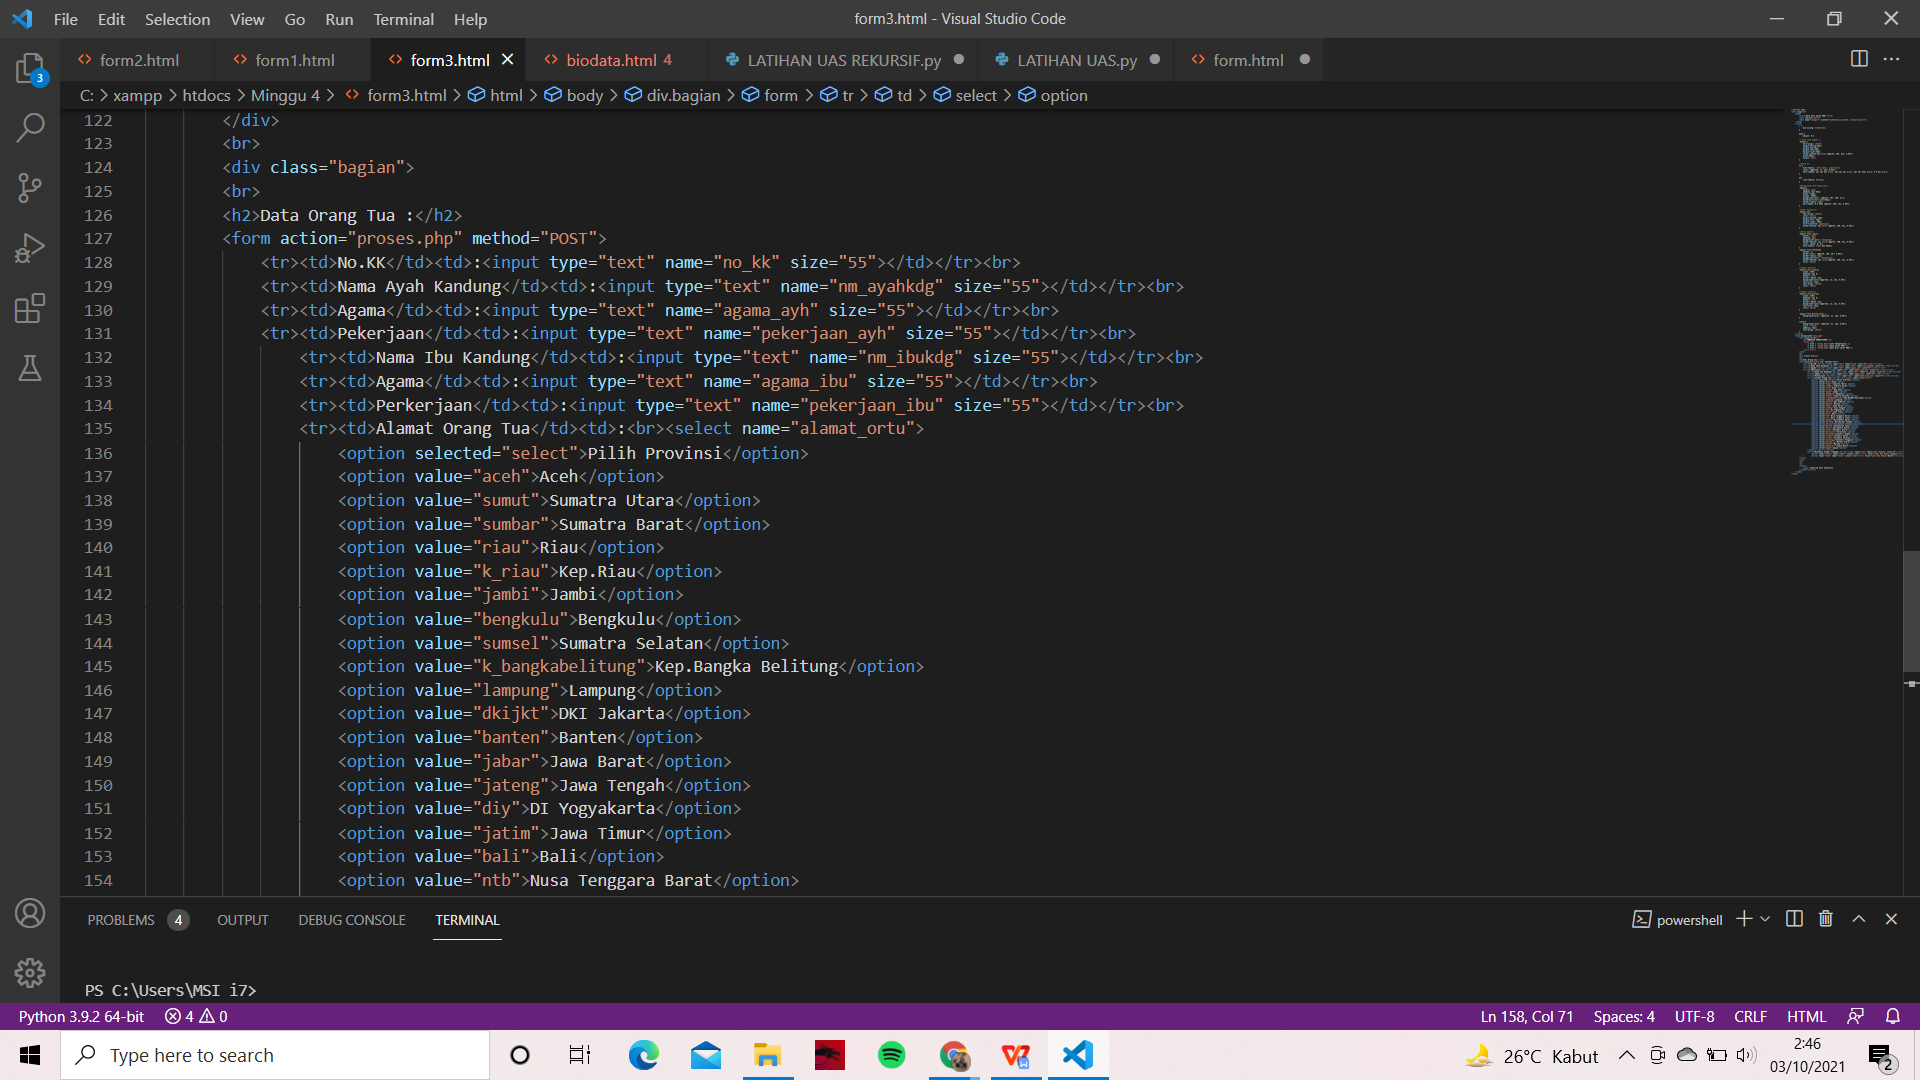 File Edit Selection View Go Run Terminal Help form3.html - Visual Studio Code
form2.html form1.html form3.html biodata.html 4 LATIHAN UAS REKURSIF.py LATIHAN UAS.py form.html
C: > xampp > htdocs > Minggu 4 > form3.html > html > body > div.bagian > form > tr > td > select > option
3
122 </div>
123 <br>
124 <div class="bagian">
125 <br>
126 <h2>Data Orang Tua :</h2>
127 <form action="proses.php" method="POST">
128 <tr><td>No.KK</td><td>:<input type="text" name="no_kk" size="55"></td></tr><br>
129 <tr><td>Nama Ayah Kandung</td><td>:<input type="text" name="nm_ayahkdg" size="55"></td></tr><br>
130 <tr><td>Agama</td><td>:<input type="text" name="agama_ayh" size="55"></td></tr><br>
131 <tr><td>Pekerjaan</td><td>:<input type="text" name="pekerjaan_ayh" size="55"></td></tr><br>
132 <tr><td>Nama Ibu Kandung</td><td>:<input type="text" name="nm_ibukdg" size="55"></td></tr><br>
133 <tr><td>Agama</td><td>:<input type="text" name="agama_ibu" size="55"></td></tr><br>
134 <tr><td>Perkerjaan</td><td>:<input type="text" name="pekerjaan_ibu" size="55"></td></tr><br>
135 <tr><td>Alamat Orang Tua</td><td>:<br><select name="alamat_ortu">
136 <option selected="select">Pilih Provinsi</option>
137 <option value="aceh">Aceh</option>
138 <option value="sumut">Sumatra Utara</option>
139 <option value="sumbar">Sumatra Barat</option>
140 <option value="riau">Riau</option>
141 <option value="k_riau">Kep.Riau</option>
142 <option value="jambi">Jambi</option>
143 <option value="bengkulu">Bengkulu</option>
144 <option value="sumsel">Sumatra Selatan</option>
145 <option value="k_bangkabelitung">Kep.Bangka Belitung</option>
146 <option value="lampung">Lampung</option>
147 <option value="dkijkt">DKI Jakarta</option>
148 <option value="banten">Banten</option>
149 <option value="jabar">Jawa Barat</option>
150 <option value="jateng">Jawa Tengah</option>
151 <option value="diy">DI Yogyakarta</option>
152 <option value="jatim">Jawa Timur</option>
153 <option value="bali">Bali</option>
154 <option value="ntb">Nusa Tenggara Barat</option>
PROBLEMS 4 OUTPUT DEBUG CONSOLE TERMINAL powershell
PS C:\Users\MSI i7>
Python 3.9.2 64-bit 4 0 Ln 158, Col 71 Spaces: 4 UTF-8 CRLF HTML
Type here to search 26°C Kabut 2:46
03/10/2021 2